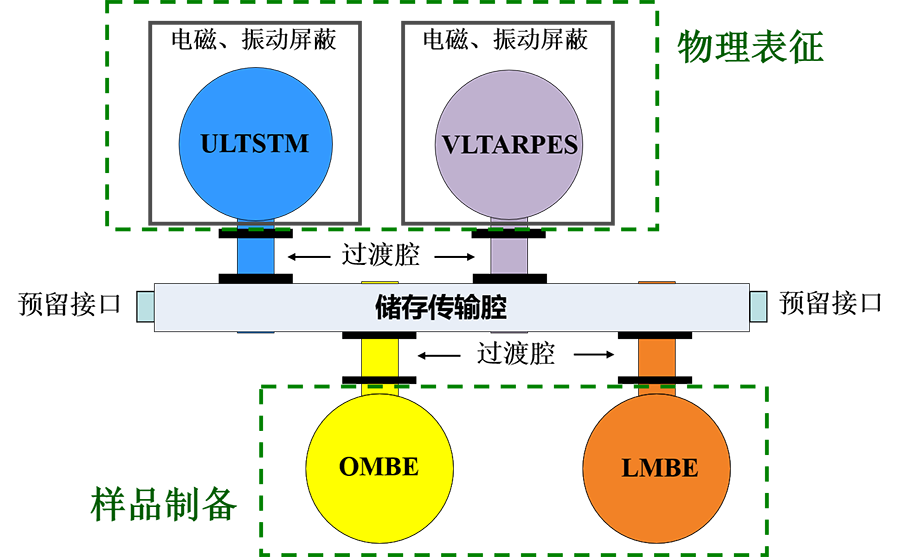 电磁、振动屏蔽
电磁、振动屏蔽
物理表征
ULTSTM
VLTARPES
过渡腔
预留接口
储存传输腔
预留接口
过渡腔
OMBE
LMBE
样品制备